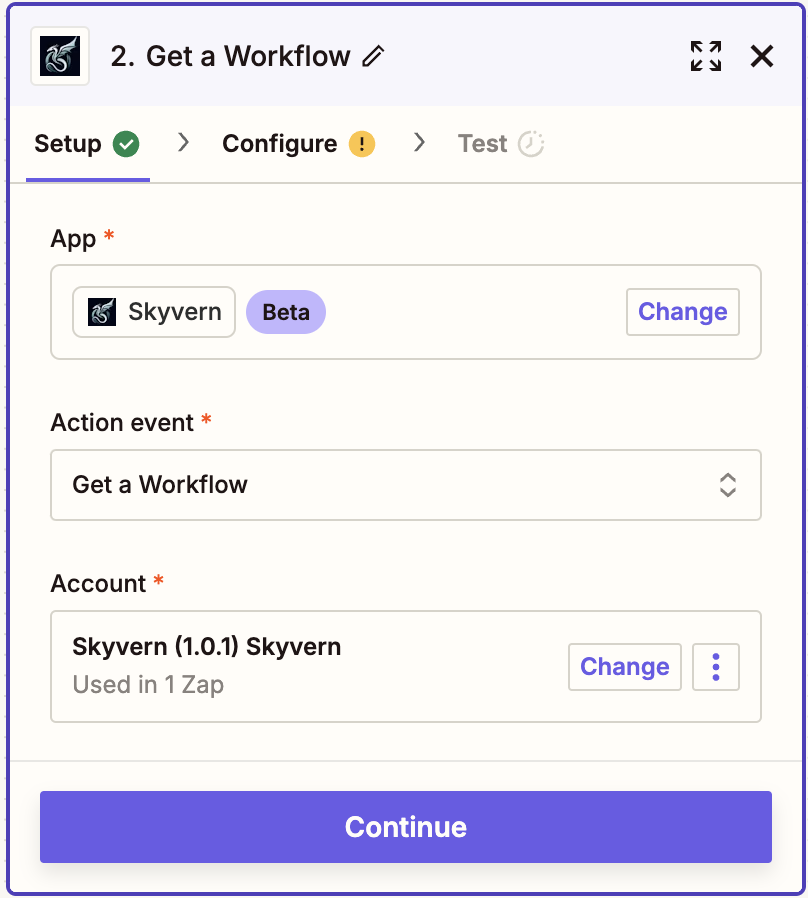 2. Get a Workflow
Setup
Configure !
Test
App *
Skyvern
Beta
Change
Action event *
Get a Workflow
Account *
Skyvern (1.0.1) Skyvern
Used in 1 Zap
Change
Continue